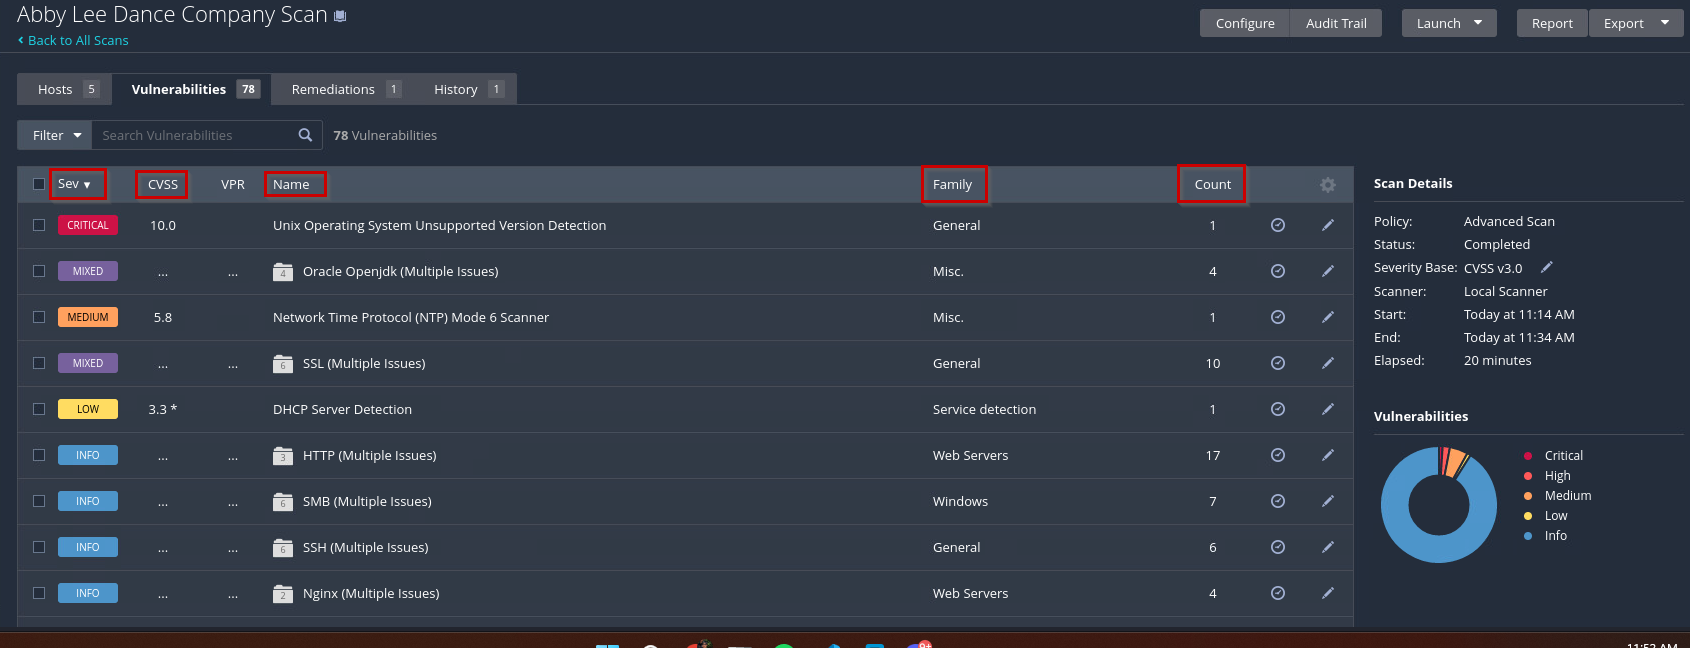 Abby Lee Dance Company Scan
Back to All Scans
Configure Audit Trail Launch Report Export
Hosts 5 Vulnerabilities 78 Remediations 1 History 1
Filter Search Vulnerabilities 78 Vulnerabilities
Sev CVSS VPR Name Family Count
CRITICAL 10.0 Unix Operating System Unsupported Version Detection General 1
MIXED ... ... 4 Oracle Openjdk (Multiple Issues) Misc. 4
MEDIUM 5.8 Network Time Protocol (NTP) Mode 6 Scanner Misc. 1
MIXED ... ... 6 SSL (Multiple Issues) General 10
LOW 3.3 * DHCP Server Detection Service detection 1
INFO ... ... 3 HTTP (Multiple Issues) Web Servers 17
INFO ... ... 6 SMB (Multiple Issues) Windows 7
INFO ... ... 6 SSH (Multiple Issues) General 6
INFO ... ... 2 Nginx (Multiple Issues) Web Servers 4
Scan Details
Policy: Advanced Scan
Status: Completed
Severity Base: CVSS v3.0
Scanner: Local Scanner
Start: Today at 11:14 AM
End: Today at 11:34 AM
Elapsed: 20 minutes
Vulnerabilities
Critical
High
Medium
Low
Info